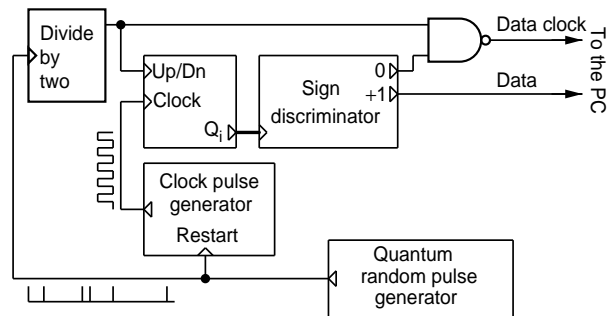 Divide
by
two
Up/Dn
Clock
Qi
Sign
discriminator
0
+1
Data clock
Data
To the PC
Clock pulse
generator
Restart
Quantum
random pulse
generator